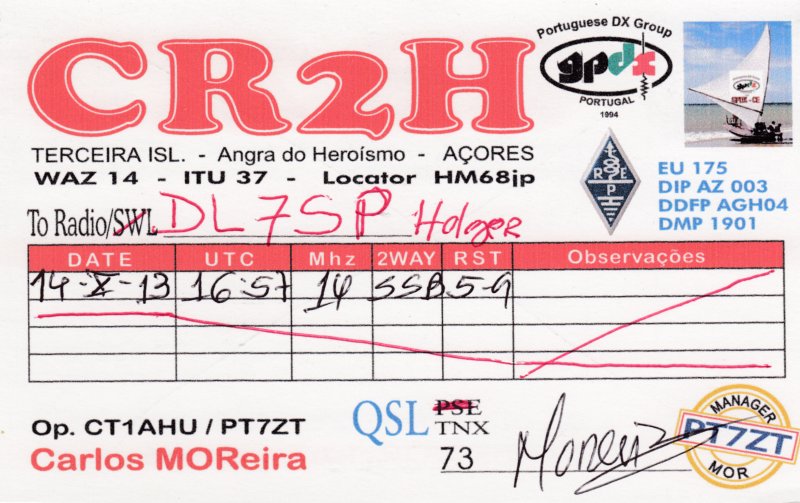 CR2H
Portuguese DX Group
gpdx
PORTUGAL
1994
GPDX-CE
TERCEIRA ISL. - Angra do Heroísmo - AÇORES
WAZ 14 - ITU 37 - Locator HM68jp
R E P
EU 175
DIP AZ 003
DDFP AGH04
DMP 1901
To Radio/SWL DL7SP Holger
DATE UTC Mhz 2WAY RST Observações
14-X-13 16:57 14 SSB 5-9
Op. CT1AHU / PT7ZT
Carlos MOReira
QSL PSE
TNX
73
MANAGER
PT7ZT
MOR